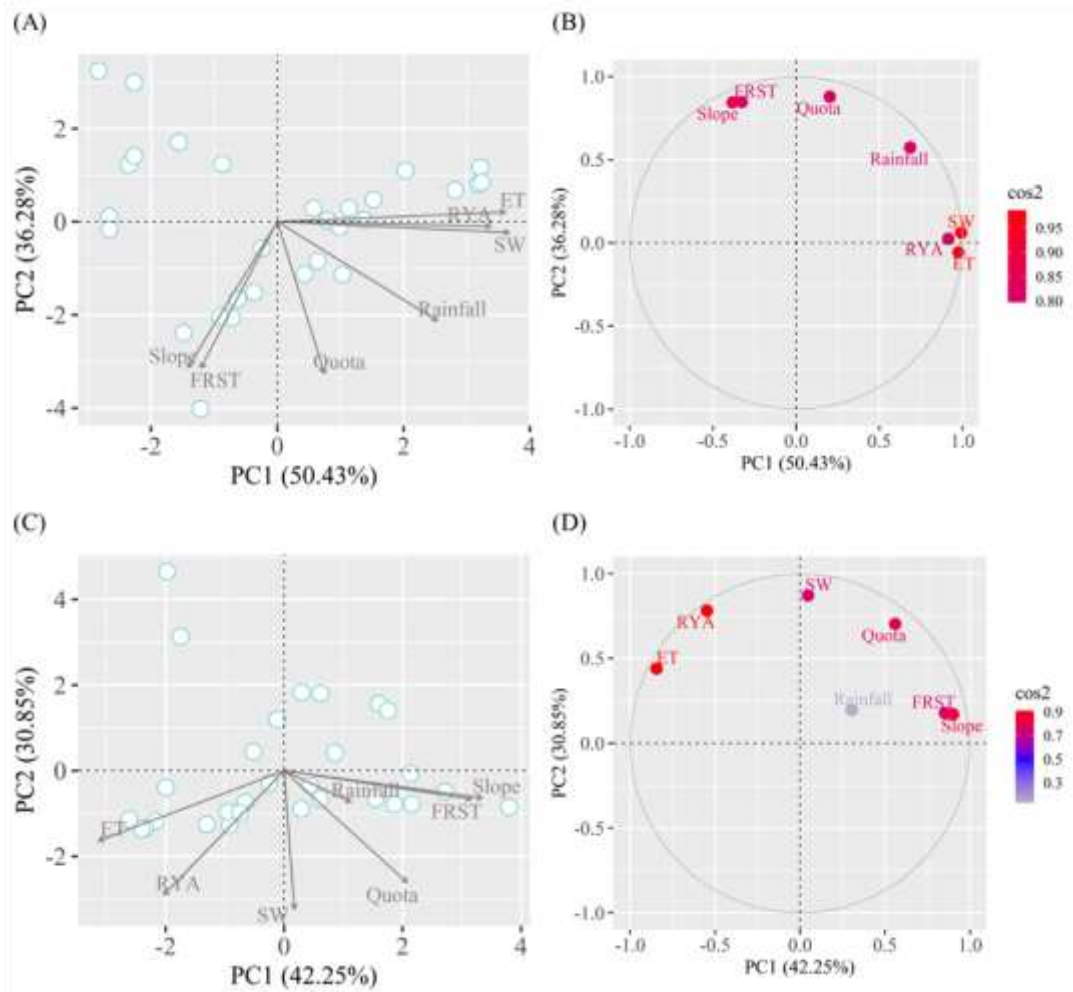 (A)
2
0
-2
-4
PC2 (36.28%)
ET
RYA
SW
Rainfall
Slope
FRST
Quota
-2
0
2
4
PC1 (50.43%)
(B)
1.0
0.5
0.0
-0.5
-1.0
PC2 (36.28%)
FRST
Slope
Quota
Rainfall
SW
RYA
ET
-1.0
-0.5
0.0
0.5
1.0
PC1 (50.43%)
cos2
0.95
0.90
0.85
0.80
(C)
4
2
0
-2
PC2 (30.85%)
Rainfall
Slope
FRST
ET
RYA
SW
Quota
-2
0
2
4
PC1 (42.25%)
(D)
1.0
0.5
0.0
-0.5
-1.0
PC2 (30.85%)
SW
RYA
Quota
ET
Rainfall
FRST
Slope
-1.0
-0.5
0.0
0.5
1.0
PC1 (42.25%)
cos2
0.9
0.7
0.5
0.3